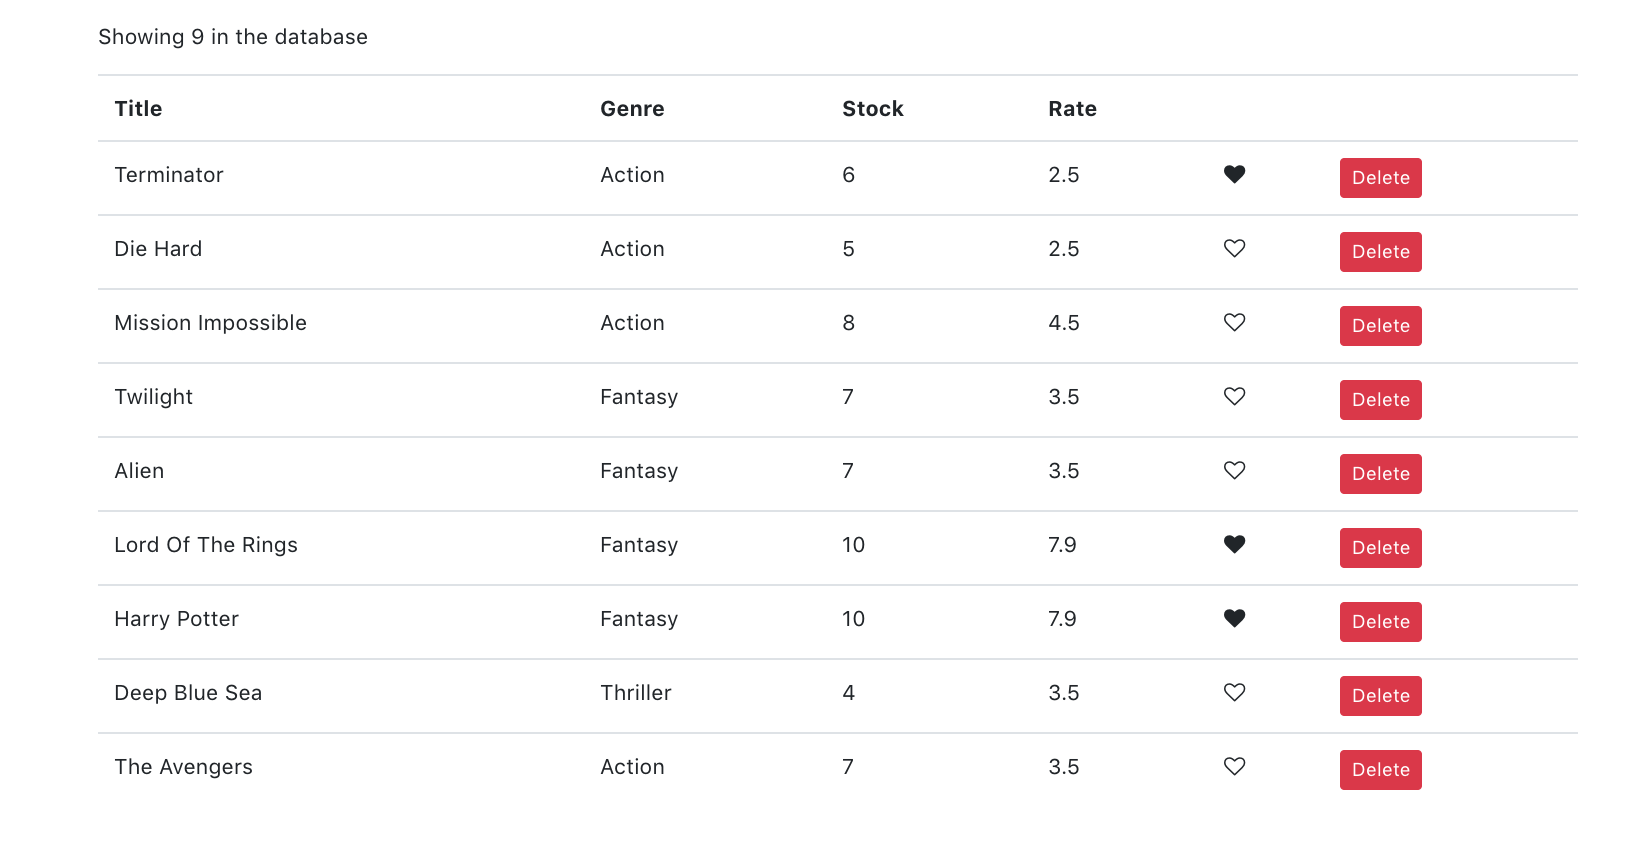 Showing 9 in the database
Title Genre Stock Rate
Terminator Action 6 2.5 Delete
Die Hard Action 5 2.5 Delete
Mission Impossible Action 8 4.5 Delete
Twilight Fantasy 7 3.5 Delete
Alien Fantasy 7 3.5 Delete
Lord Of The Rings Fantasy 10 7.9 Delete
Harry Potter Fantasy 10 7.9 Delete
Deep Blue Sea Thriller 4 3.5 Delete
The Avengers Action 7 3.5 Delete